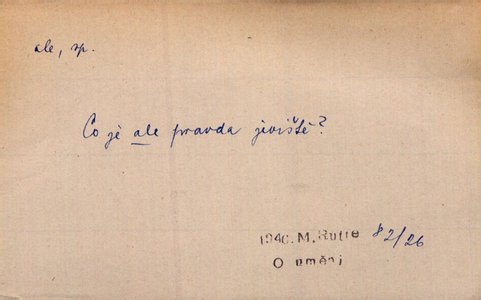 ale, sp.
Co je ale pravda jeviště?
1940. M. Rutte 82/26
O umění